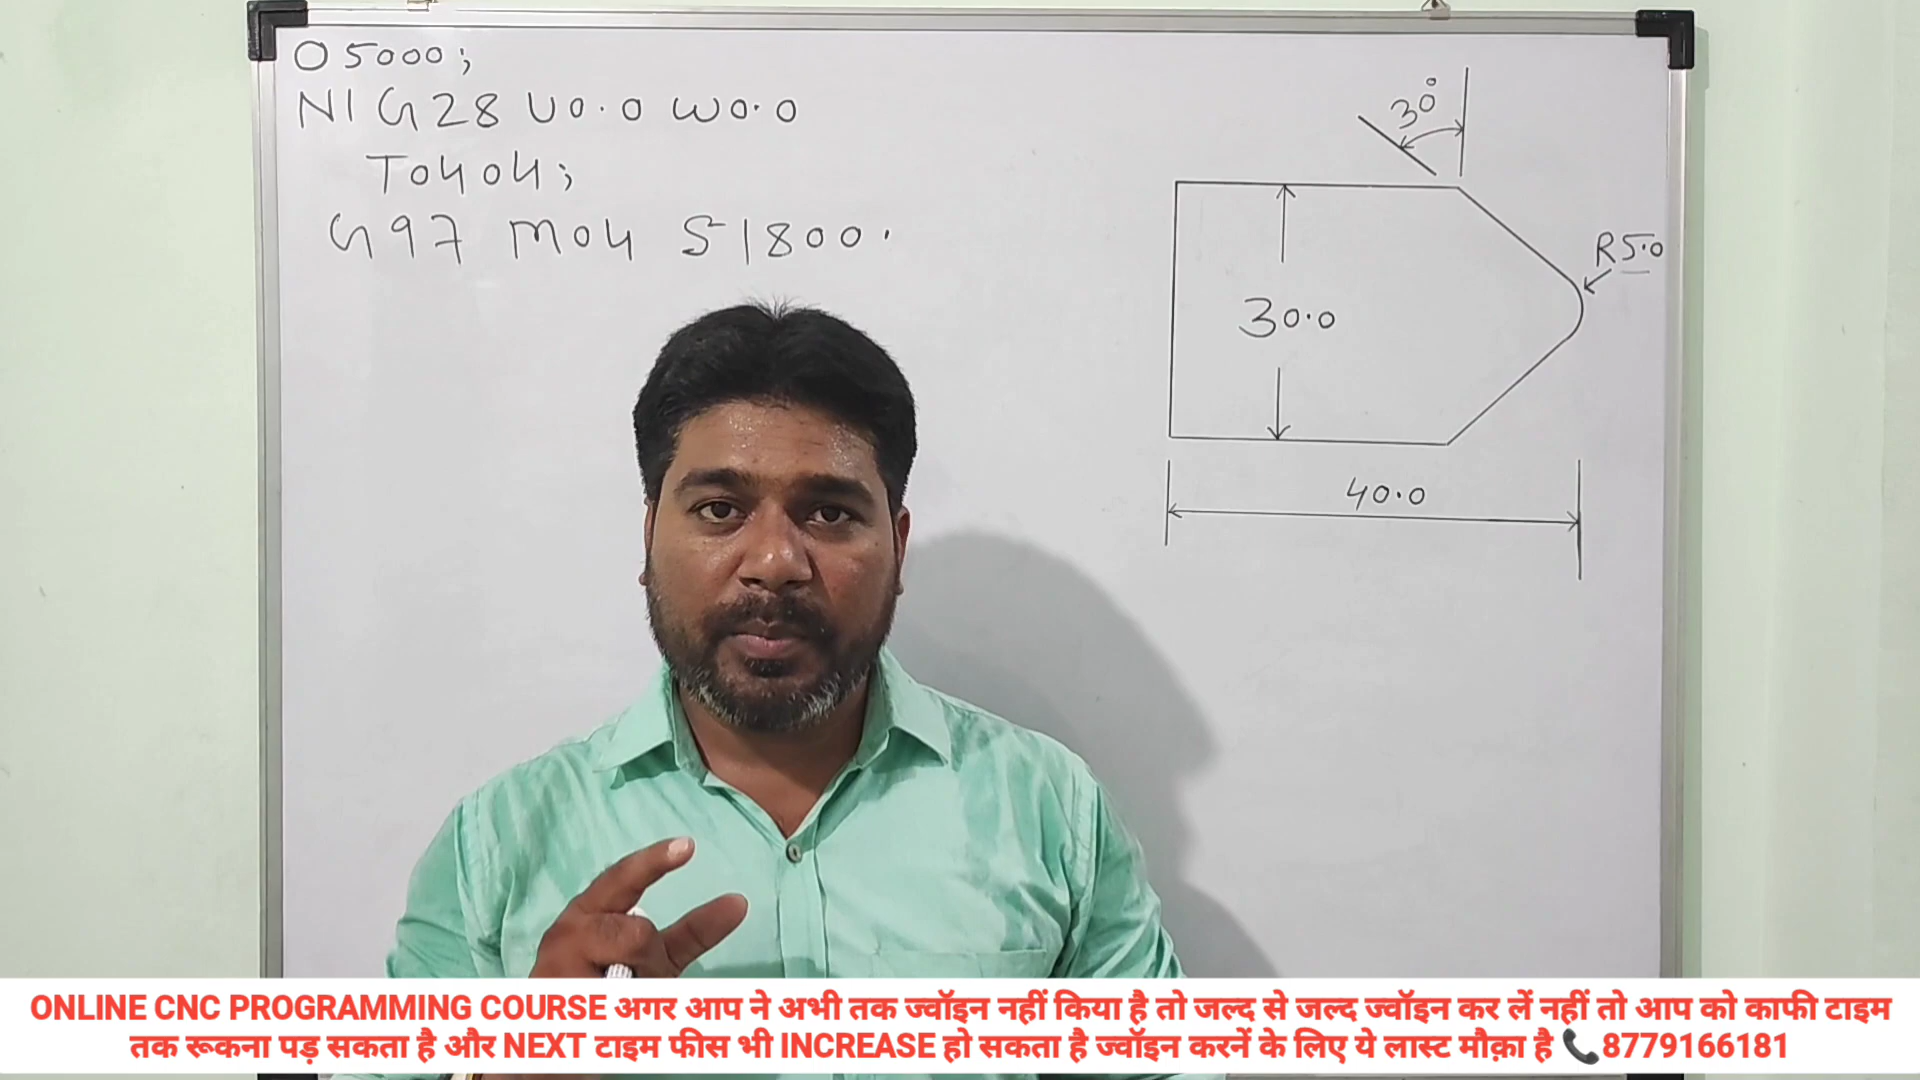 O5000;
N1 G28 U0.0 W0.0
T0404;
G97 M04 S1800.
30°
R5.0
30.0
40.0
ONLINE CNC PROGRAMMING COURSE अगर आप ने अभी तक ज्वॉइन नहीं किया है तो जल्द से जल्द ज्वॉइन कर लें नहीं तो आप को काफी टाइम
तक रूकना पड़ सकता है और NEXT टाइम फीस भी INCREASE हो सकता है ज्वॉइन करनें के लिए ये लास्ट मौक़ा है 📞8779166181